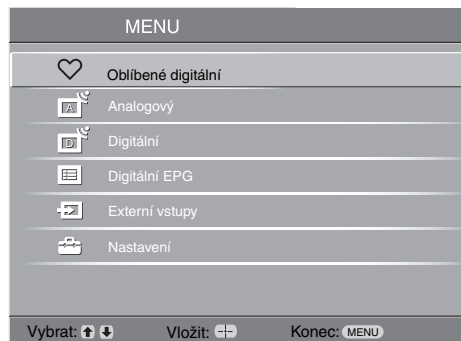 MENU
Oblíbené digitální
A Analogový
D Digitální
Digitální EPG
Externí vstupy
Nastavení
Vybrat: Vložit: Konec: MENU